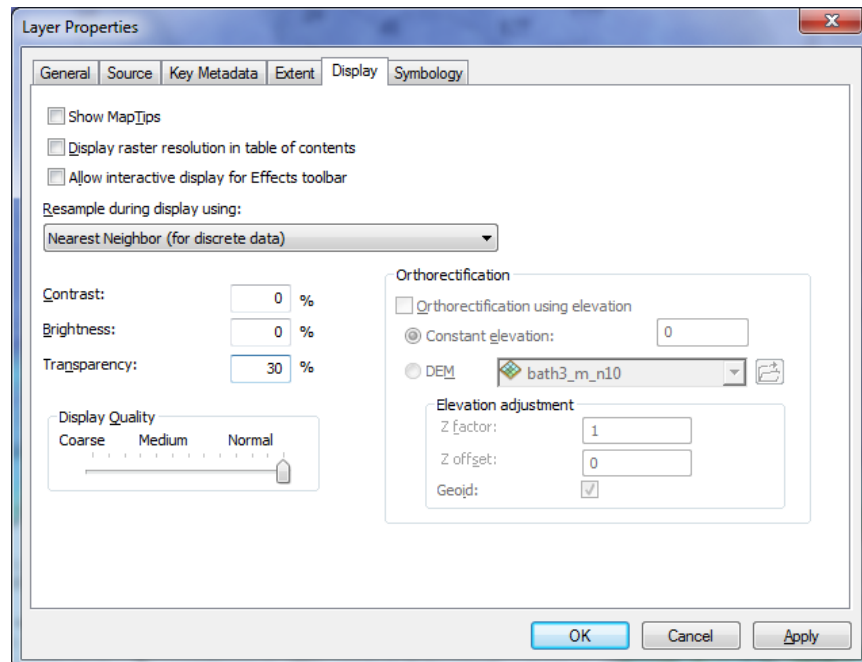 Layer Properties
General Source Key Metadata Extent Display Symbology
Show MapTips
Display raster resolution in table of contents
Allow interactive display for Effects toolbar
Resample during display using:
Nearest Neighbor (for discrete data)
Contrast: 0 %
Brightness: 0 %
Transparency: 30 %
Display Quality
Coarse Medium Normal
Orthorectification
Orthorectification using elevation
Constant elevation: 0
DEM bath3_m_n10
Elevation adjustment
Z factor: 1
Z offset: 0
Geoid:
OK Cancel Apply